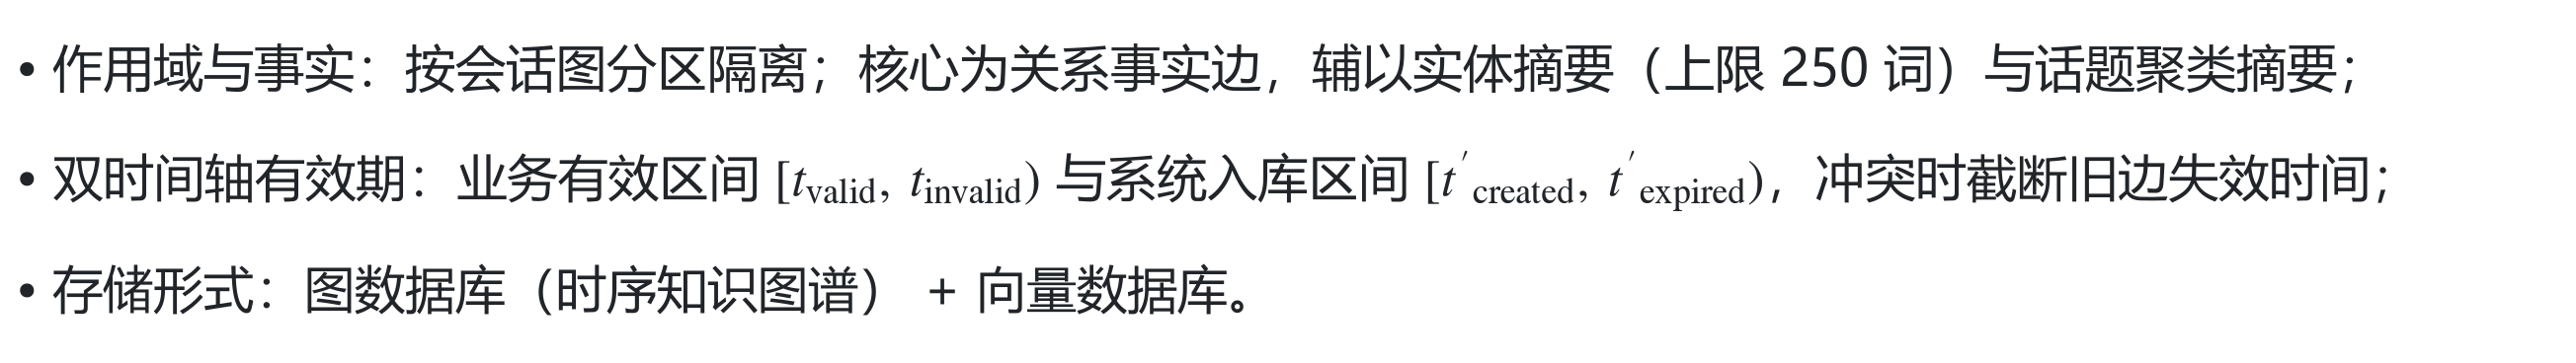 • 作用域与事实：按会话图分区隔离；核心为关系事实边，辅以实体摘要（上限 250 词）与话题聚类摘要；
• 双时间轴有效期：业务有效区间 [t_valid, t_invalid) 与系统入库区间 [t′_created, t′_expired)，冲突时截断旧边失效时间；
• 存储形式：图数据库（时序知识图谱） + 向量数据库。